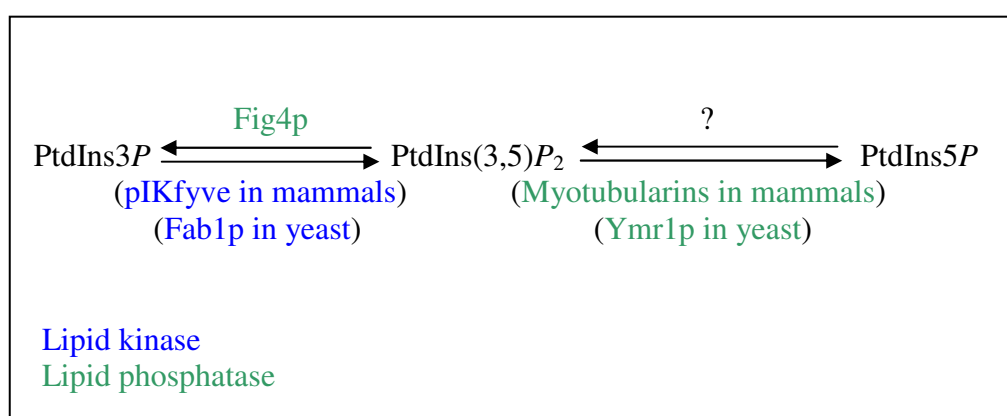 Fig4p ?
PtdIns3P PtdIns(3,5)P₂ PtdIns5P
(pIKfyve in mammals) (Myotubularins in mammals)
(Fab1p in yeast) (Ymr1p in yeast)
Lipid kinase
Lipid phosphatase